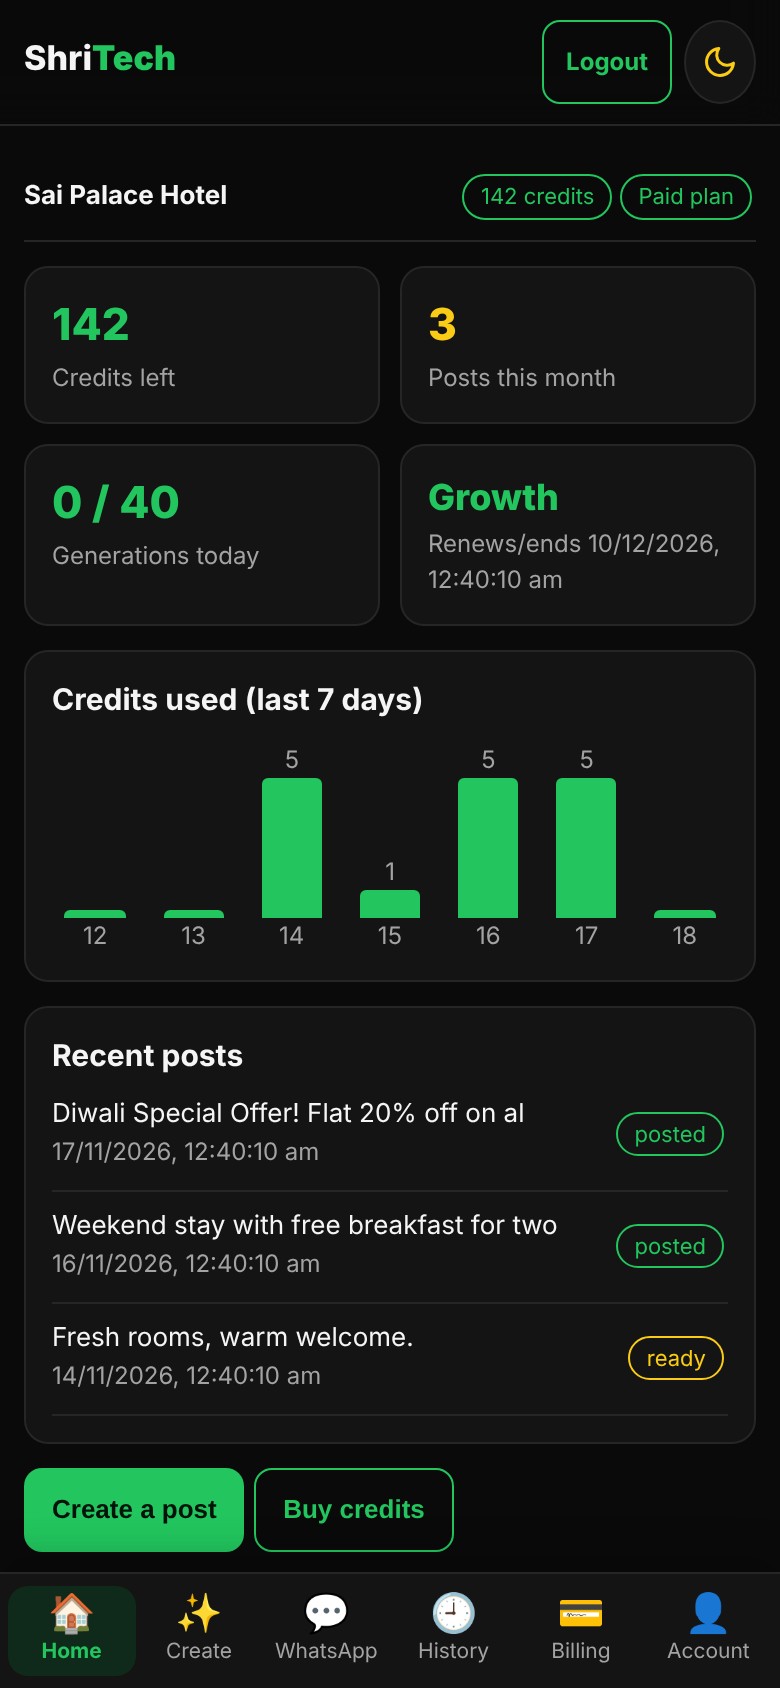 ShriTech
Logout
Sai Palace Hotel
142 credits
Paid plan
142
Credits left
3
Posts this month
0 / 40
Generations today
Growth
Renews/ends 10/12/2026,
12:40:10 am
Credits used (last 7 days)
5
1
5
5
12
13
14
15
16
17
18
Recent posts
Diwali Special Offer! Flat 20% off on al
17/11/2026, 12:40:10 am
posted
Weekend stay with free breakfast for two
16/11/2026, 12:40:10 am
posted
Fresh rooms, warm welcome.
14/11/2026, 12:40:10 am
ready
Create a post
Buy credits
Home
Create
WhatsApp
History
Billing
Account